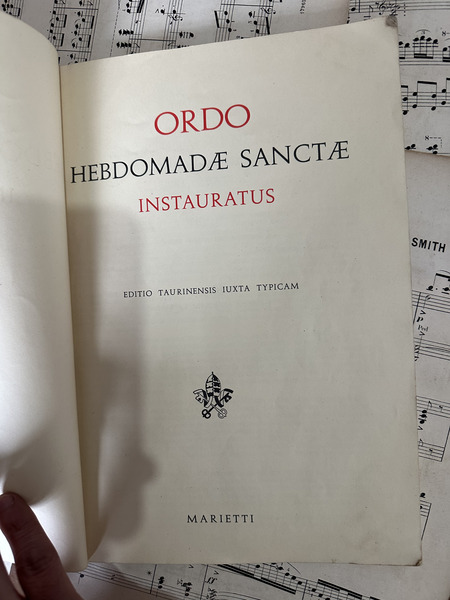 ORDO
HEBDOMADÆ SANCTÆ
INSTAURATUS
EDITIO TAURINENSIS IUXTA TYPICAM
MARIETTI
SMITH